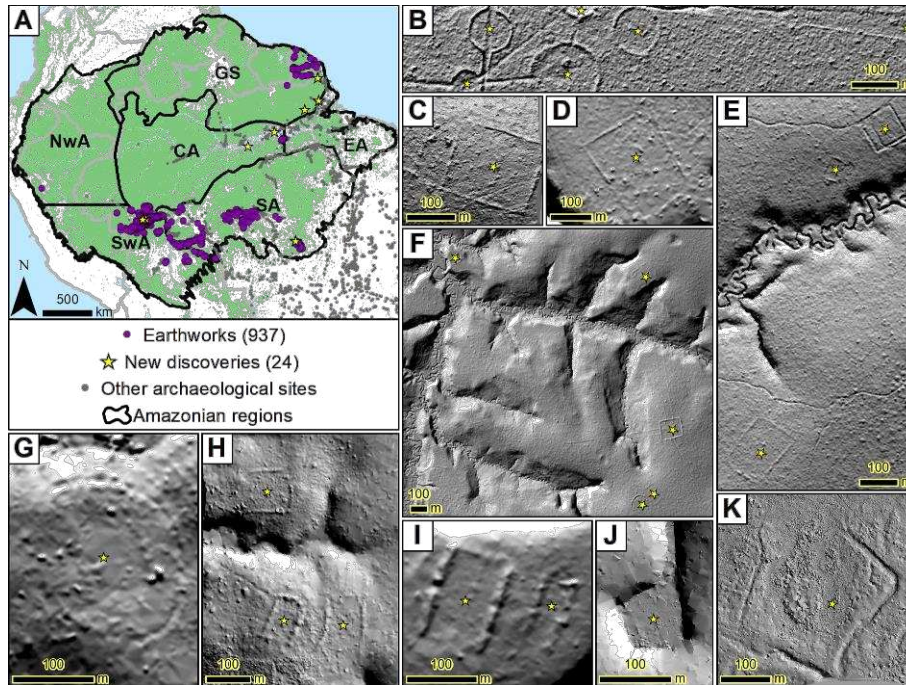 A
GS
NwA
CA
EA
SA
SwA
N
500
km
Earthworks (937)
New discoveries (24)
Other archaeological sites
Amazonian regions
B
100
m
C
100
m
D
100
m
E
100
m
F
100
m
G
100
m
H
100
m
I
100
m
J
100
m
K
100
m